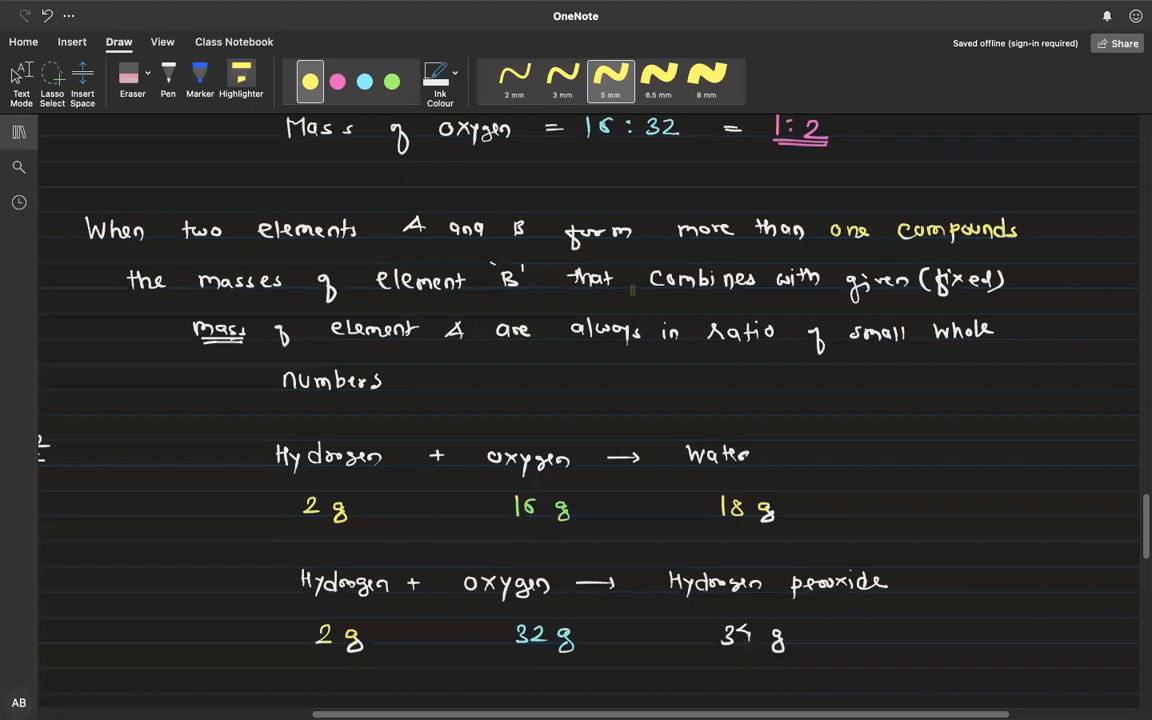 OneNote
Home Insert Draw View Class Notebook
Saved offline (sign-in required) Share
Text Mode Lasso Select Insert Space Eraser Pen Marker Highlighter Ink Colour 2 mm 3 mm 5 mm 6.5 mm 8 mm
Mass of oxygen = 16 : 32 = 1 : 2
When two elements A and B form more than one compounds
the masses of element 'B' that combines with given (fixed)
mass of element A are always in ratio of small whole
numbers
Hydrogen + oxygen → Water
2 g 16 g 18 g
Hydrogen + oxygen → Hydrogen peroxide
2 g 32 g 34 g
AB